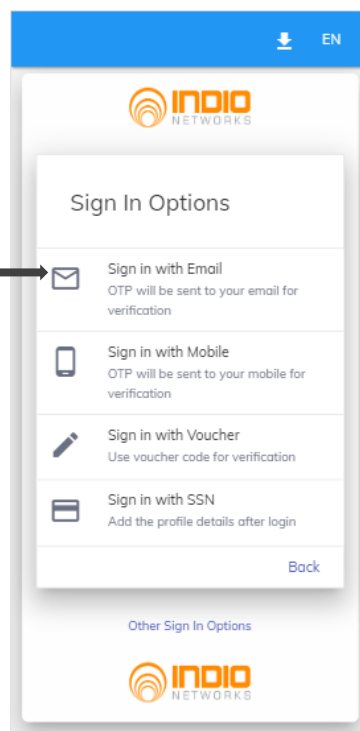 EN
INDIO
NETWORKS
Sign In Options
Sign in with Email
OTP will be sent to your email for
verification
Sign in with Mobile
OTP will be sent to your mobile for
verification
Sign in with Voucher
Use voucher code for verification
Sign in with SSN
Add the profile details after login
Back
Other Sign In Options
INDIO
NETWORKS